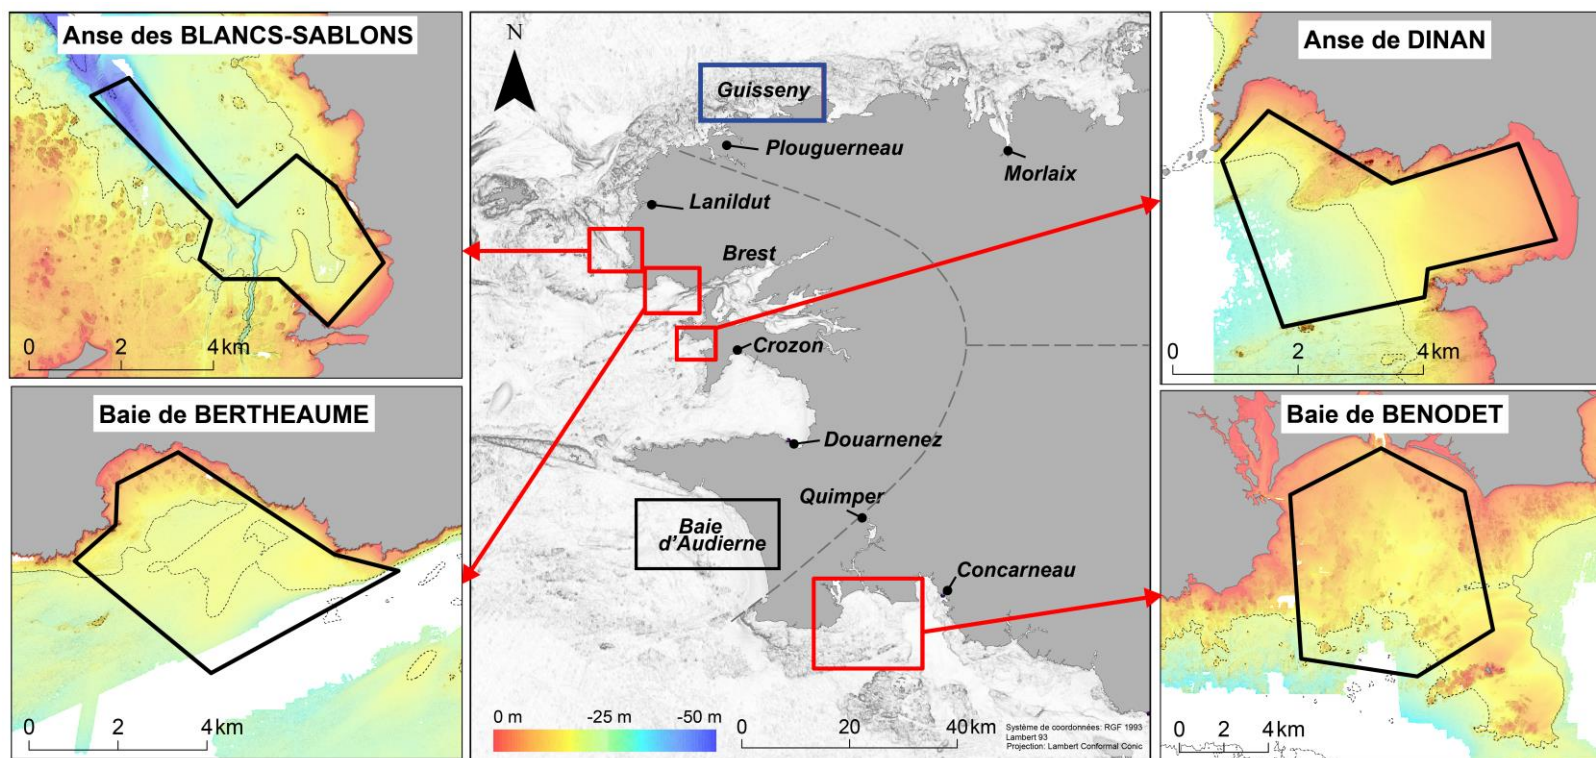 Anse des BLANCS-SABLONS
0 2 4 km
Baie de BERTHEAUME
0 2 4 km
N
Guisseny
Plouguerneau
Morlaix
Lanildut
Brest
Crozon
Douarnenez
Quimper
Baie
d'Audierne
Concarneau
0 m -25 m -50 m
0 20 40 km
Système de coordonnées: RGF 1993
Lambert 93
Projection: Lambert Conformal Conic
Anse de DINAN
0 2 4 km
Baie de BENODET
0 2 4 km